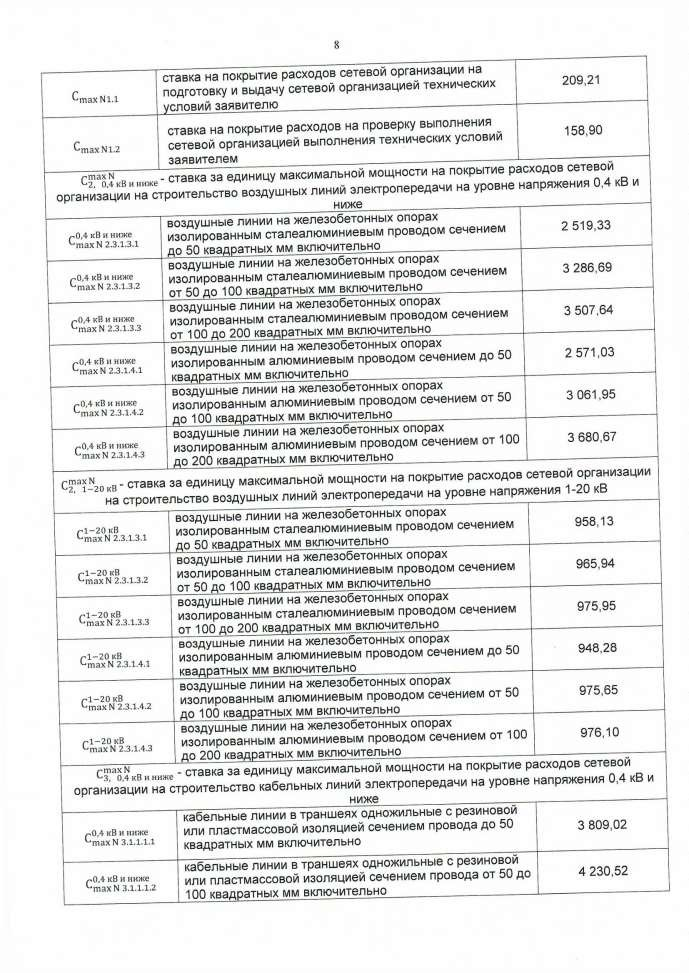 8
C max N1.1
ставка на покрытие расходов сетевой организации на
подготовку и выдачу сетевой организацией технических
условий заявителю
209,21
C max N1.2
ставка на покрытие расходов на проверку выполнения
сетевой организацией выполнения технических условий
заявителем
158,90
C max N 2, 0,4 кВ и ниже - ставка за единицу максимальной мощности на покрытие расходов сетевой
организации на строительство воздушных линий электропередачи на уровне напряжения 0,4 кВ и
ниже
C 0,4 кВ и ниже max N 2.3.1.3.1
воздушные линии на железобетонных опорах
изолированным сталеалюминиевым проводом сечением
до 50 квадратных мм включительно
2 519,33
C 0,4 кВ и ниже max N 2.3.1.3.2
воздушные линии на железобетонных опорах
изолированным сталеалюминиевым проводом сечением
от 50 до 100 квадратных мм включительно
3 286,69
C 0,4 кВ и ниже max N 2.3.1.3.3
воздушные линии на железобетонных опорах
изолированным сталеалюминиевым проводом сечением
от 100 до 200 квадратных мм включительно
3 507,64
C 0,4 кВ и ниже max N 2.3.1.4.1
воздушные линии на железобетонных опорах
изолированным алюминиевым проводом сечением до 50
квадратных мм включительно
2 571,03
C 0,4 кВ и ниже max N 2.3.1.4.2
воздушные линии на железобетонных опорах
изолированным алюминиевым проводом сечением от 50
до 100 квадратных мм включительно
3 061,95
C 0,4 кВ и ниже max N 2.3.1.4.3
воздушные линии на железобетонных опорах
изолированным алюминиевым проводом сечением от 100
до 200 квадратных мм включительно
3 680,67
C max N 2, 1−20 кВ - ставка за единицу максимальной мощности на покрытие расходов сетевой организации
на строительство воздушных линий электропередачи на уровне напряжения 1-20 кВ
C 1−20 кВ max N 2.3.1.3.1
воздушные линии на железобетонных опорах
изолированным сталеалюминиевым проводом сечением
до 50 квадратных мм включительно
958,13
C 1−20 кВ max N 2.3.1.3.2
воздушные линии на железобетонных опорах
изолированным сталеалюминиевым проводом сечением
от 50 до 100 квадратных мм включительно
965,94
C 1−20 кВ max N 2.3.1.3.3
воздушные линии на железобетонных опорах
изолированным сталеалюминиевым проводом сечением
от 100 до 200 квадратных мм включительно
975,95
C 1−20 кВ max N 2.3.1.4.1
воздушные линии на железобетонных опорах
изолированным алюминиевым проводом сечением до 50
квадратных мм включительно
948,28
C 1−20 кВ max N 2.3.1.4.2
воздушные линии на железобетонных опорах
изолированным алюминиевым проводом сечением от 50
до 100 квадратных мм включительно
975,65
C 1−20 кВ max N 2.3.1.4.3
воздушные линии на железобетонных опорах
изолированным алюминиевым проводом сечением от 100
до 200 квадратных мм включительно
976,10
C max N 3, 0,4 кВ и ниже - ставка за единицу максимальной мощности на покрытие расходов сетевой
организации на строительство кабельных линий электропередачи на уровне напряжения 0,4 кВ и
ниже
C 0,4 кВ и ниже max N 3.1.1.1.1
кабельные линии в траншеях одножильные с резиновой
или пластмассовой изоляцией сечением провода до 50
квадратных мм включительно
3 809,02
C 0,4 кВ и ниже max N 3.1.1.1.2
кабельные линии в траншеях одножильные с резиновой
или пластмассовой изоляцией сечением провода от 50 до
100 квадратных мм включительно
4 230,52